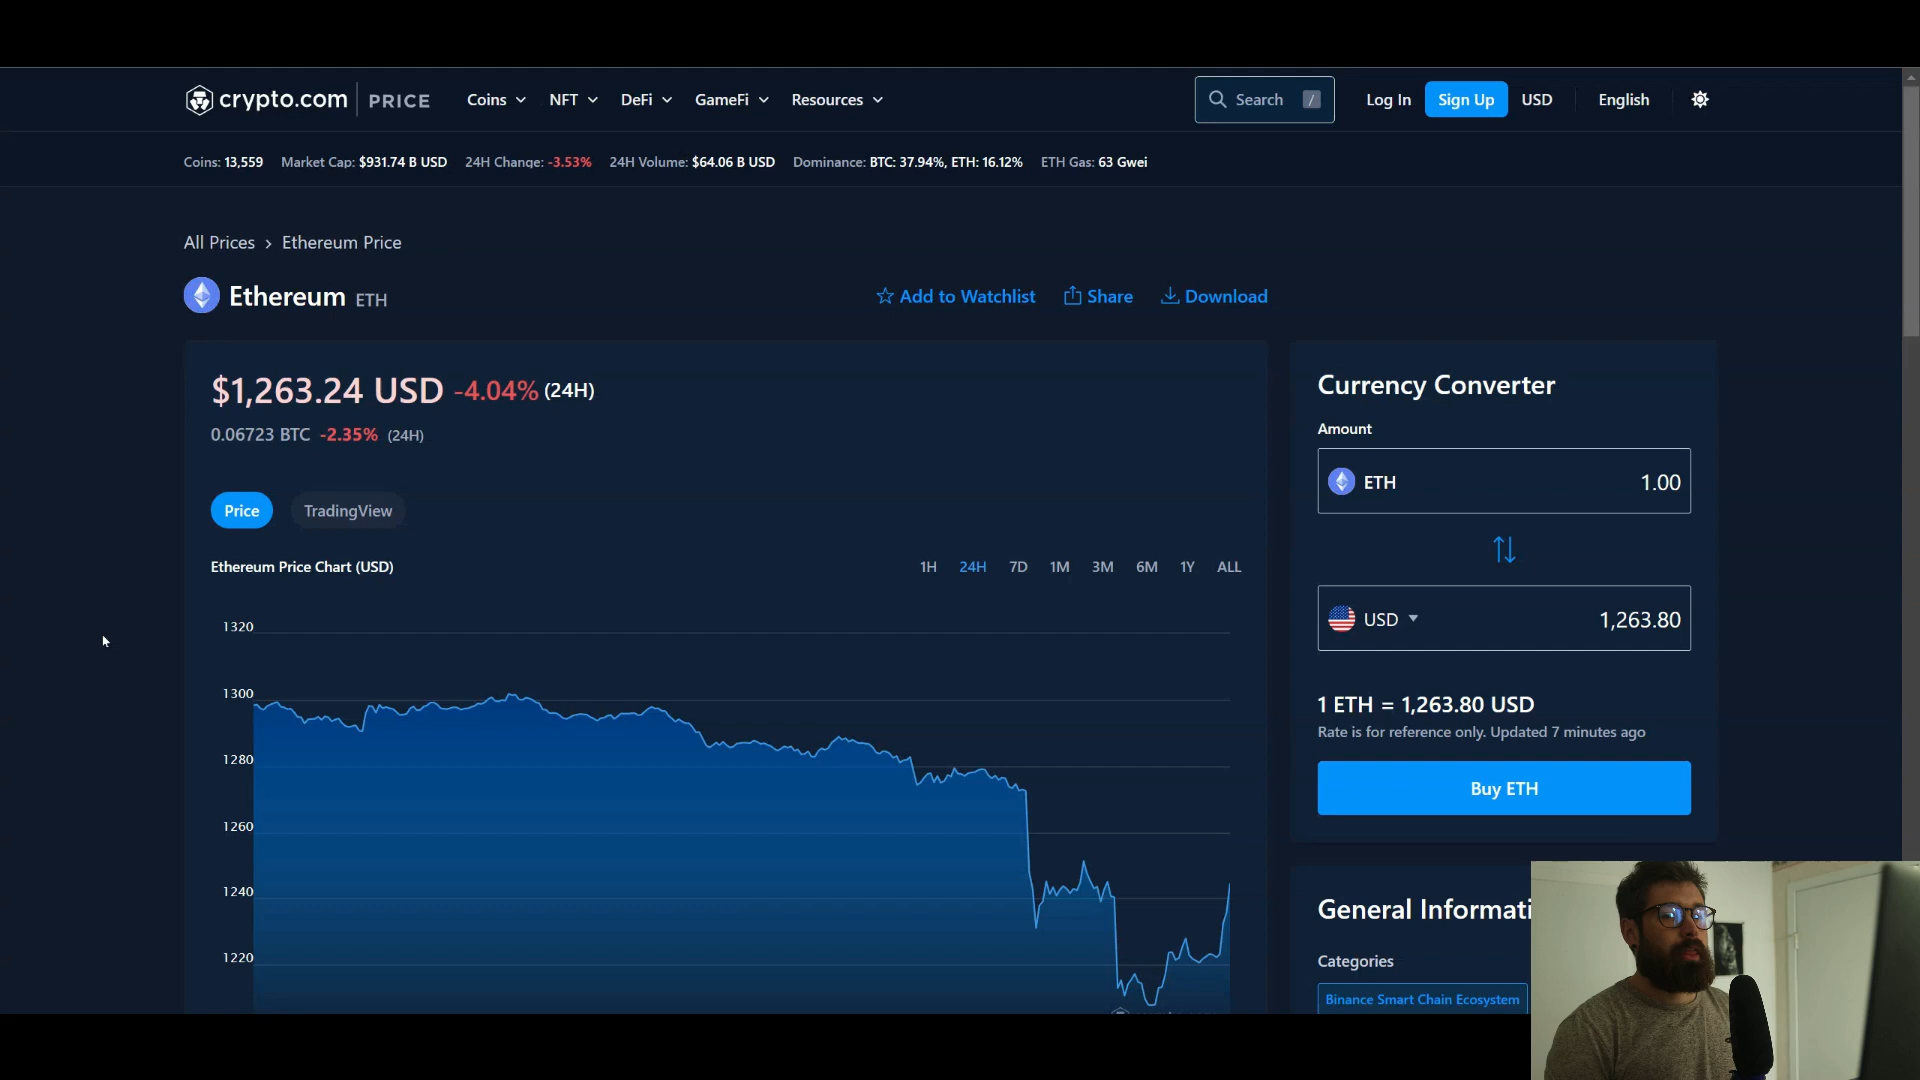 crypto.com PRICE Coins NFT DeFi GameFi Resources Search / Log In Sign Up USD English
Coins: 13,559 Market Cap: $931.74 B USD 24H Change: -3.53% 24H Volume: $64.06 B USD Dominance: BTC: 37.94%, ETH: 16.12% ETH Gas: 63 Gwei
All Prices > Ethereum Price
Ethereum ETH Add to Watchlist Share Download
$1,263.24 USD -4.04% (24H)
0.06723 BTC -2.35% (24H)
Price TradingView
Ethereum Price Chart (USD) 1H 24H 7D 1M 3M 6M 1Y ALL
1320
1300
1280
1260
1240
1220
Currency Converter
Amount
ETH 1.00
USD 1,263.80
1 ETH = 1,263.80 USD
Rate is for reference only. Updated 7 minutes ago
Buy ETH
General Informati
Categories
Binance Smart Chain Ecosystem